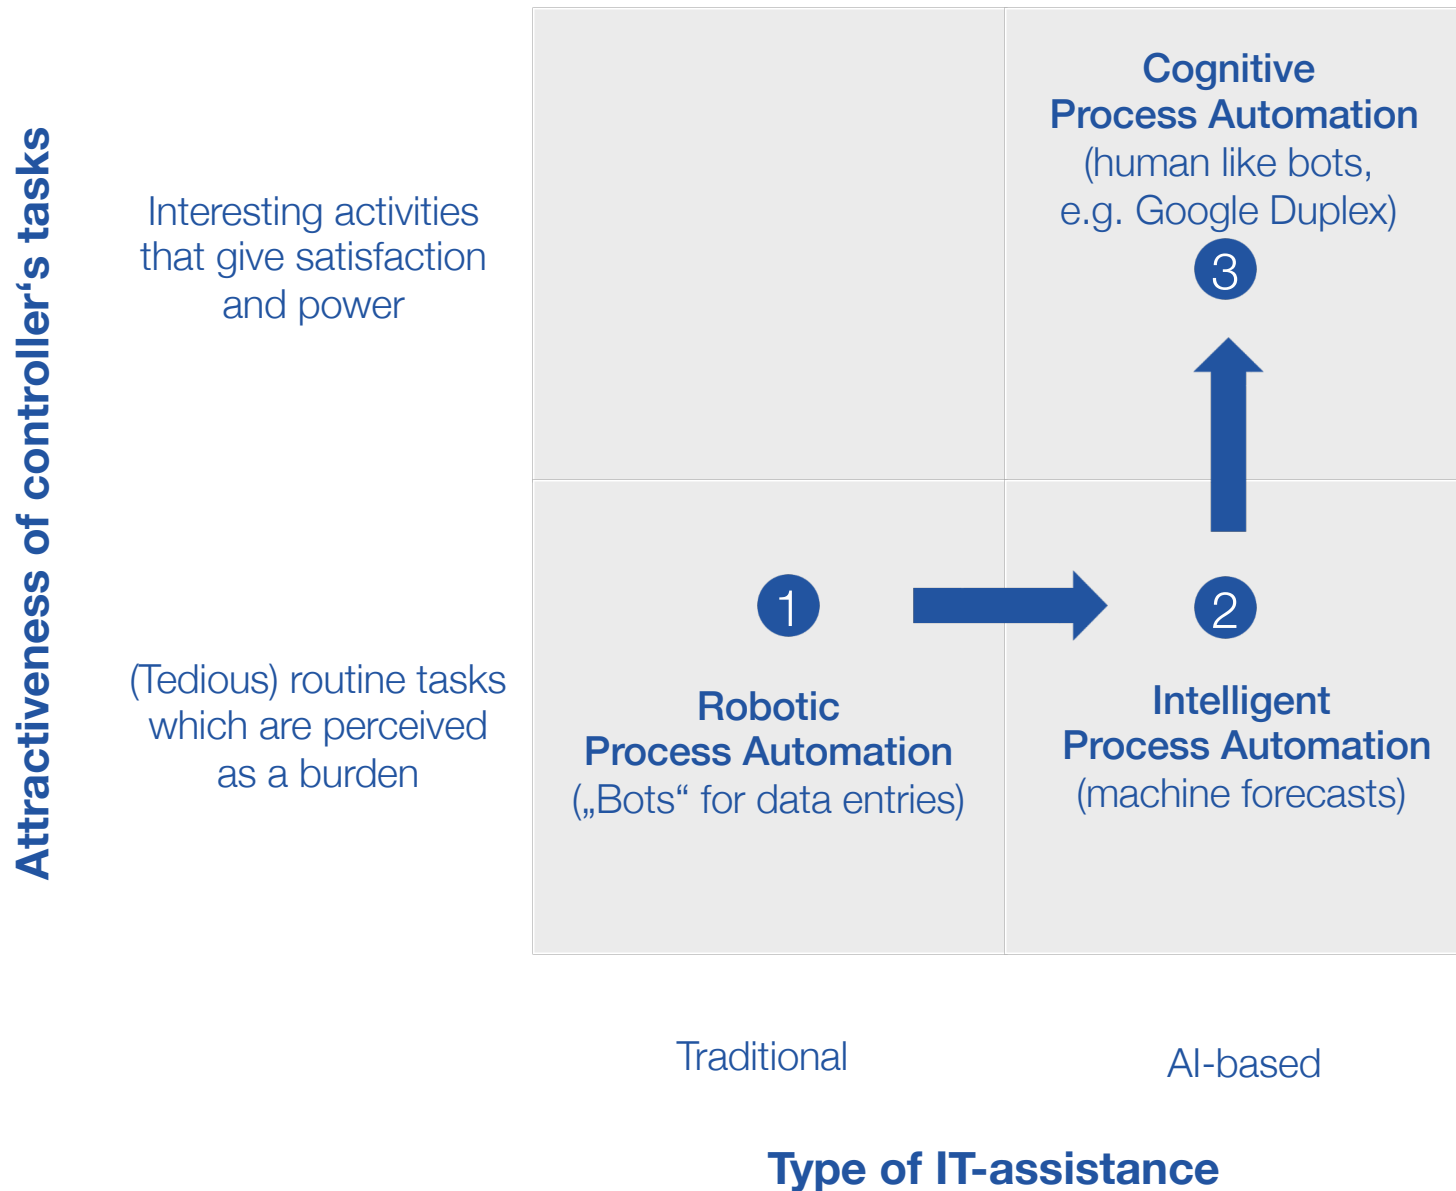 Attractiveness of controller‘s tasks
Interesting activities
that give satisfaction
and power
(Tedious) routine tasks
which are perceived
as a burden
Cognitive
Process Automation
(human like bots,
e.g. Google Duplex)
3
1
2
Robotic
Process Automation
(„Bots“ for data entries)
Intelligent
Process Automation
(machine forecasts)
Traditional
AI-based
Type of IT-assistance